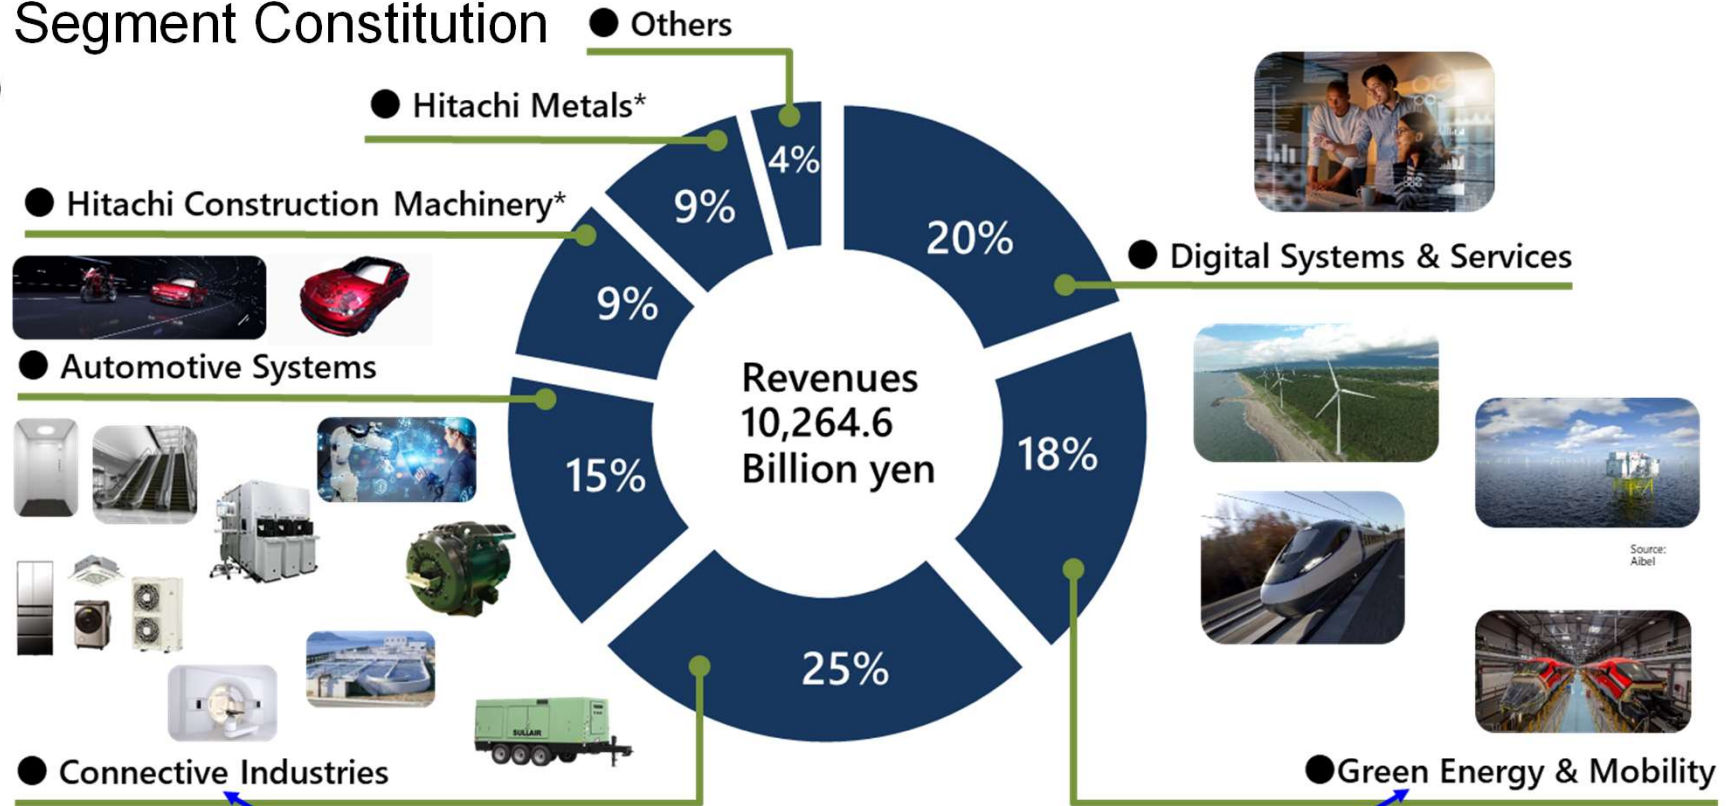 Segment Constitution
● Others
● Hitachi Metals*
● Hitachi Construction Machinery*
4%
9%
20%
● Digital Systems & Services
9%
● Automotive Systems
Revenues
10,264.6
Billion yen
18%
15%
Source:
Aibel
25%
SULLAIR
● Connective Industries
●Green Energy & Mobility